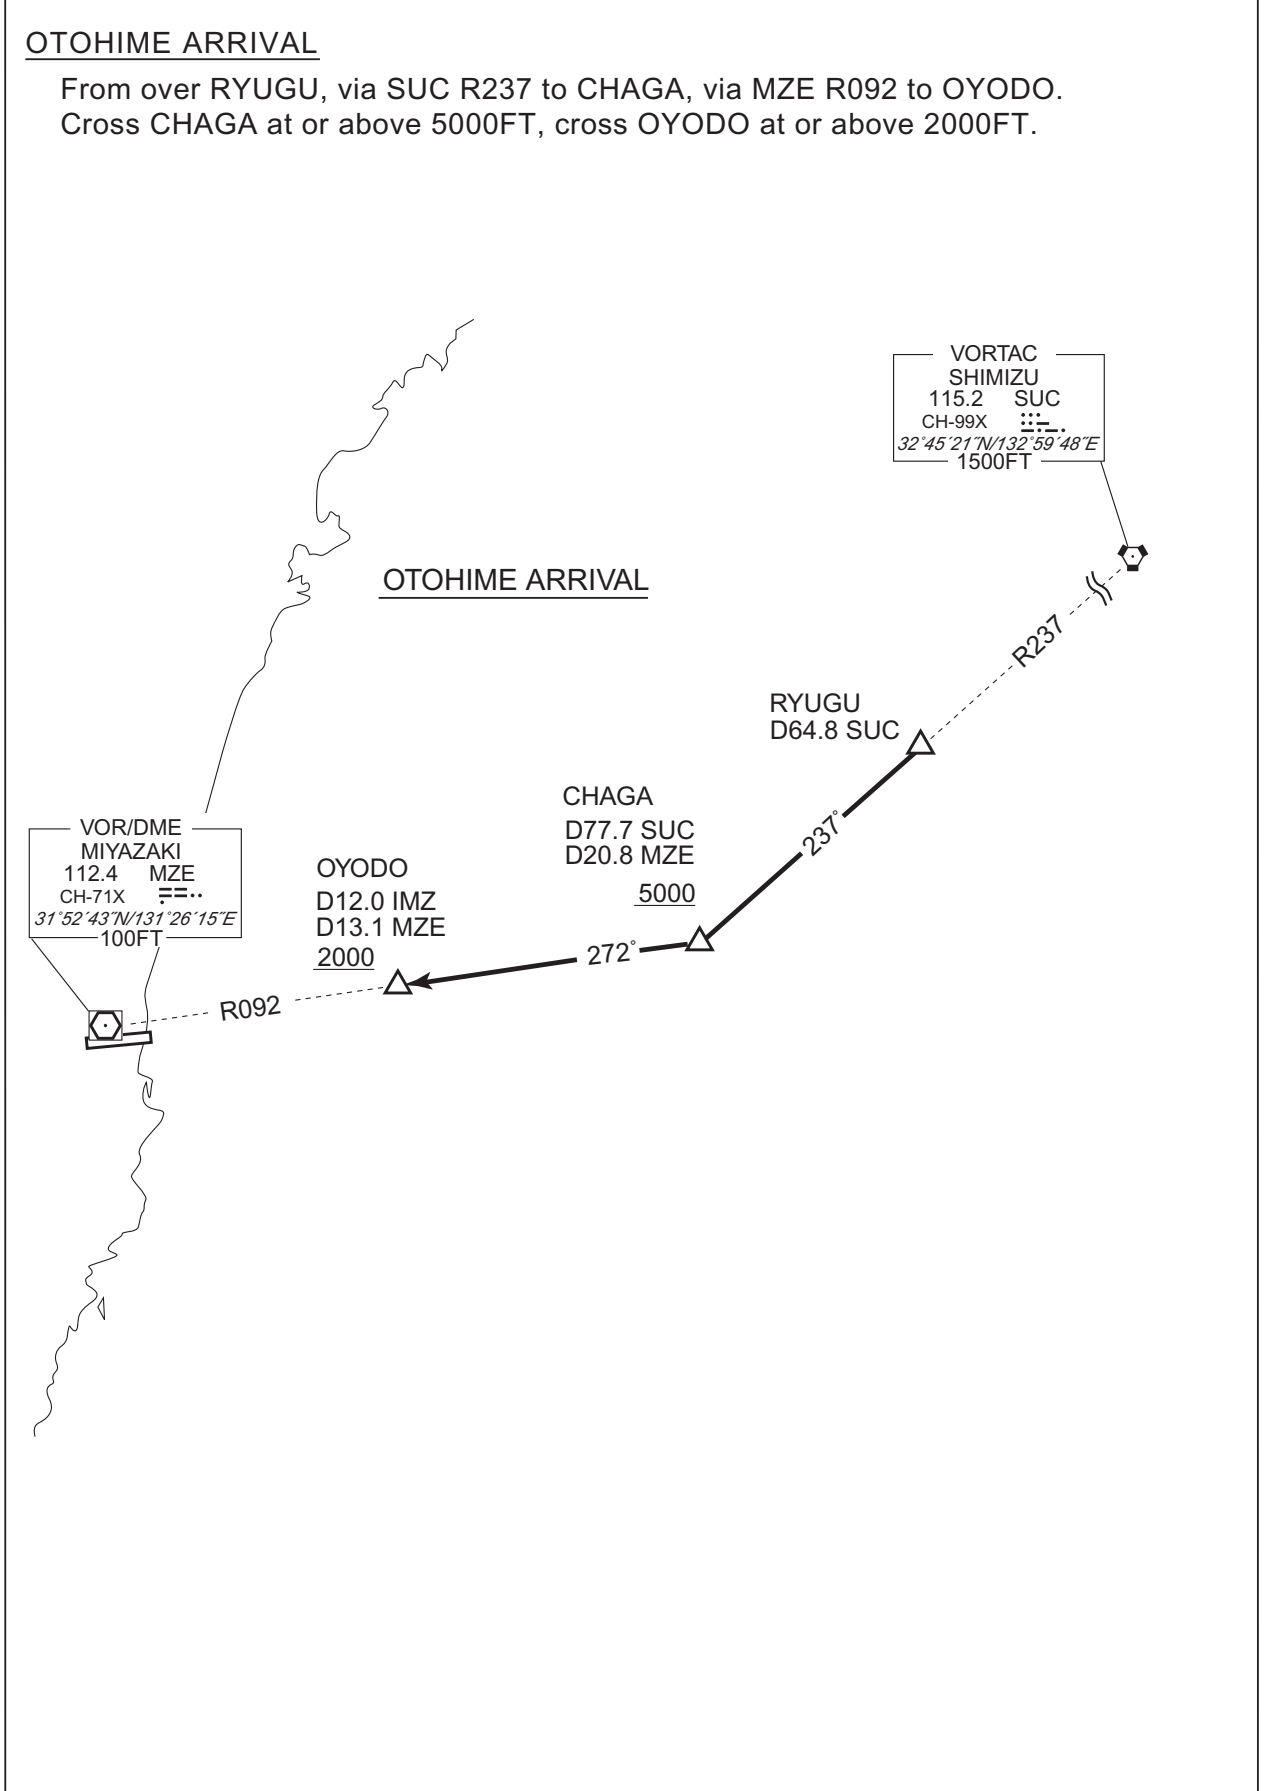 OTOHIME ARRIVAL
From over RYUGU, via SUC R237 to CHAGA, via MZE R092 to OYODO.
Cross CHAGA at or above 5000FT, cross OYODO at or above 2000FT.
VORTAC
SHIMIZU
115.2 SUC
CH-99X
32°45´21˝N/132°59´48˝E
1500FT
OTOHIME ARRIVAL
R237
RYUGU
D64.8 SUC
CHAGA
D77.7 SUC
D20.8 MZE
5000
237°
VOR/DME
MIYAZAKI
112.4 MZE
CH-71X
31°52´43˝N/131°26´15˝E
100FT
OYODO
D12.0 IMZ
D13.1 MZE
2000
272°
R092